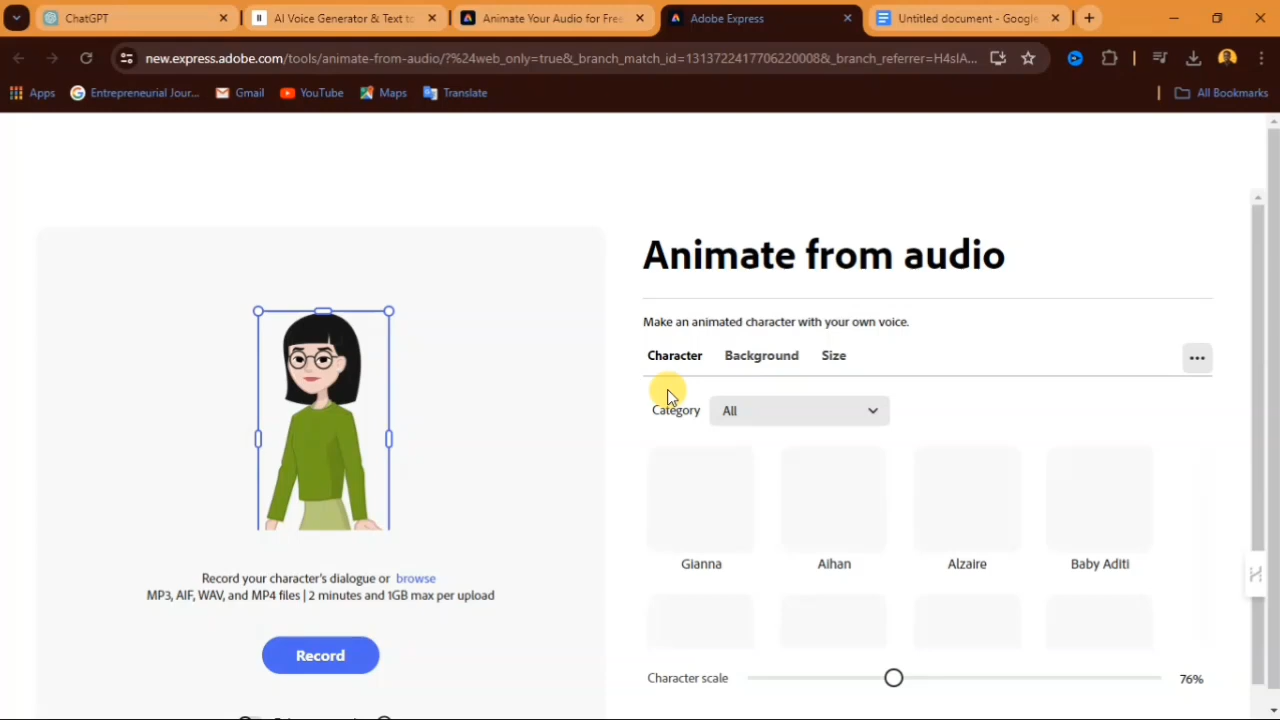 ChatGPT
AI Voice Generator & Text to
Animate Your Audio for Free
Adobe Express
Untitled document - Google
new.express.adobe.com/tools/animate-from-audio/?%24web_only=true&_branch_match_id=1313722417706220008&_branch_referrer=H4sIA...
Apps
Entrepreneurial Jour...
Gmail
YouTube
Maps
Translate
All Bookmarks
Animate from audio
Make an animated character with your own voice.
Character Background Size
Category All
Gianna Aihan Alzaire Baby Aditi
Character scale 76%
Record your character's dialogue or browse
MP3, AIF, WAV, and MP4 files | 2 minutes and 1GB max per upload
Record